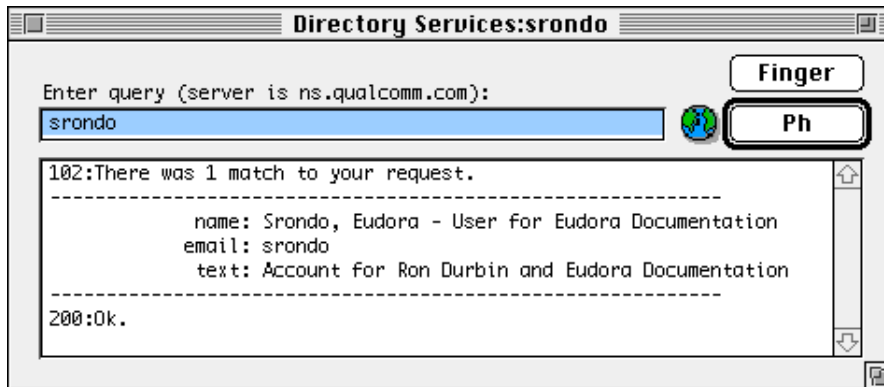 Directory Services:srondo
Finger
Enter query (server is ns.qualcomm.com):
srondo
Ph
102:There was 1 match to your request.
------------------------------------------------------------
name: Srondo, Eudora - User for Eudora Documentation
email: srondo
text: Account for Ron Durbin and Eudora Documentation
------------------------------------------------------------
200:Ok.